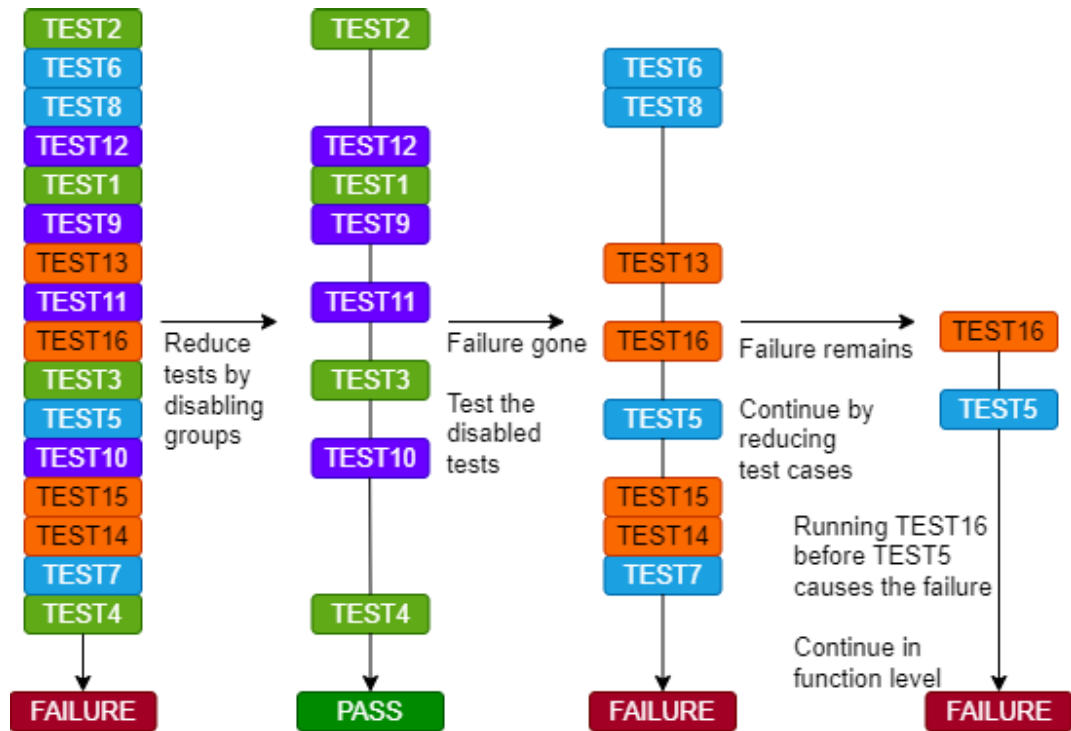 TEST2
TEST6
TEST8
TEST12
TEST1
TEST9
TEST13
TEST11
TEST16
TEST3
TEST5
TEST10
TEST15
TEST14
TEST7
TEST4
FAILURE
Reduce
tests by
disabling
groups
TEST2
TEST12
TEST1
TEST9
TEST11
TEST3
TEST10
TEST4
PASS
Failure gone
Test the
disabled
tests
TEST6
TEST8
TEST13
TEST16
TEST5
TEST15
TEST14
TEST7
FAILURE
Failure remains
Continue by
reducing
test cases
Running TEST16
before TEST5
causes the failure
Continue in
function level
TEST16
TEST5
FAILURE